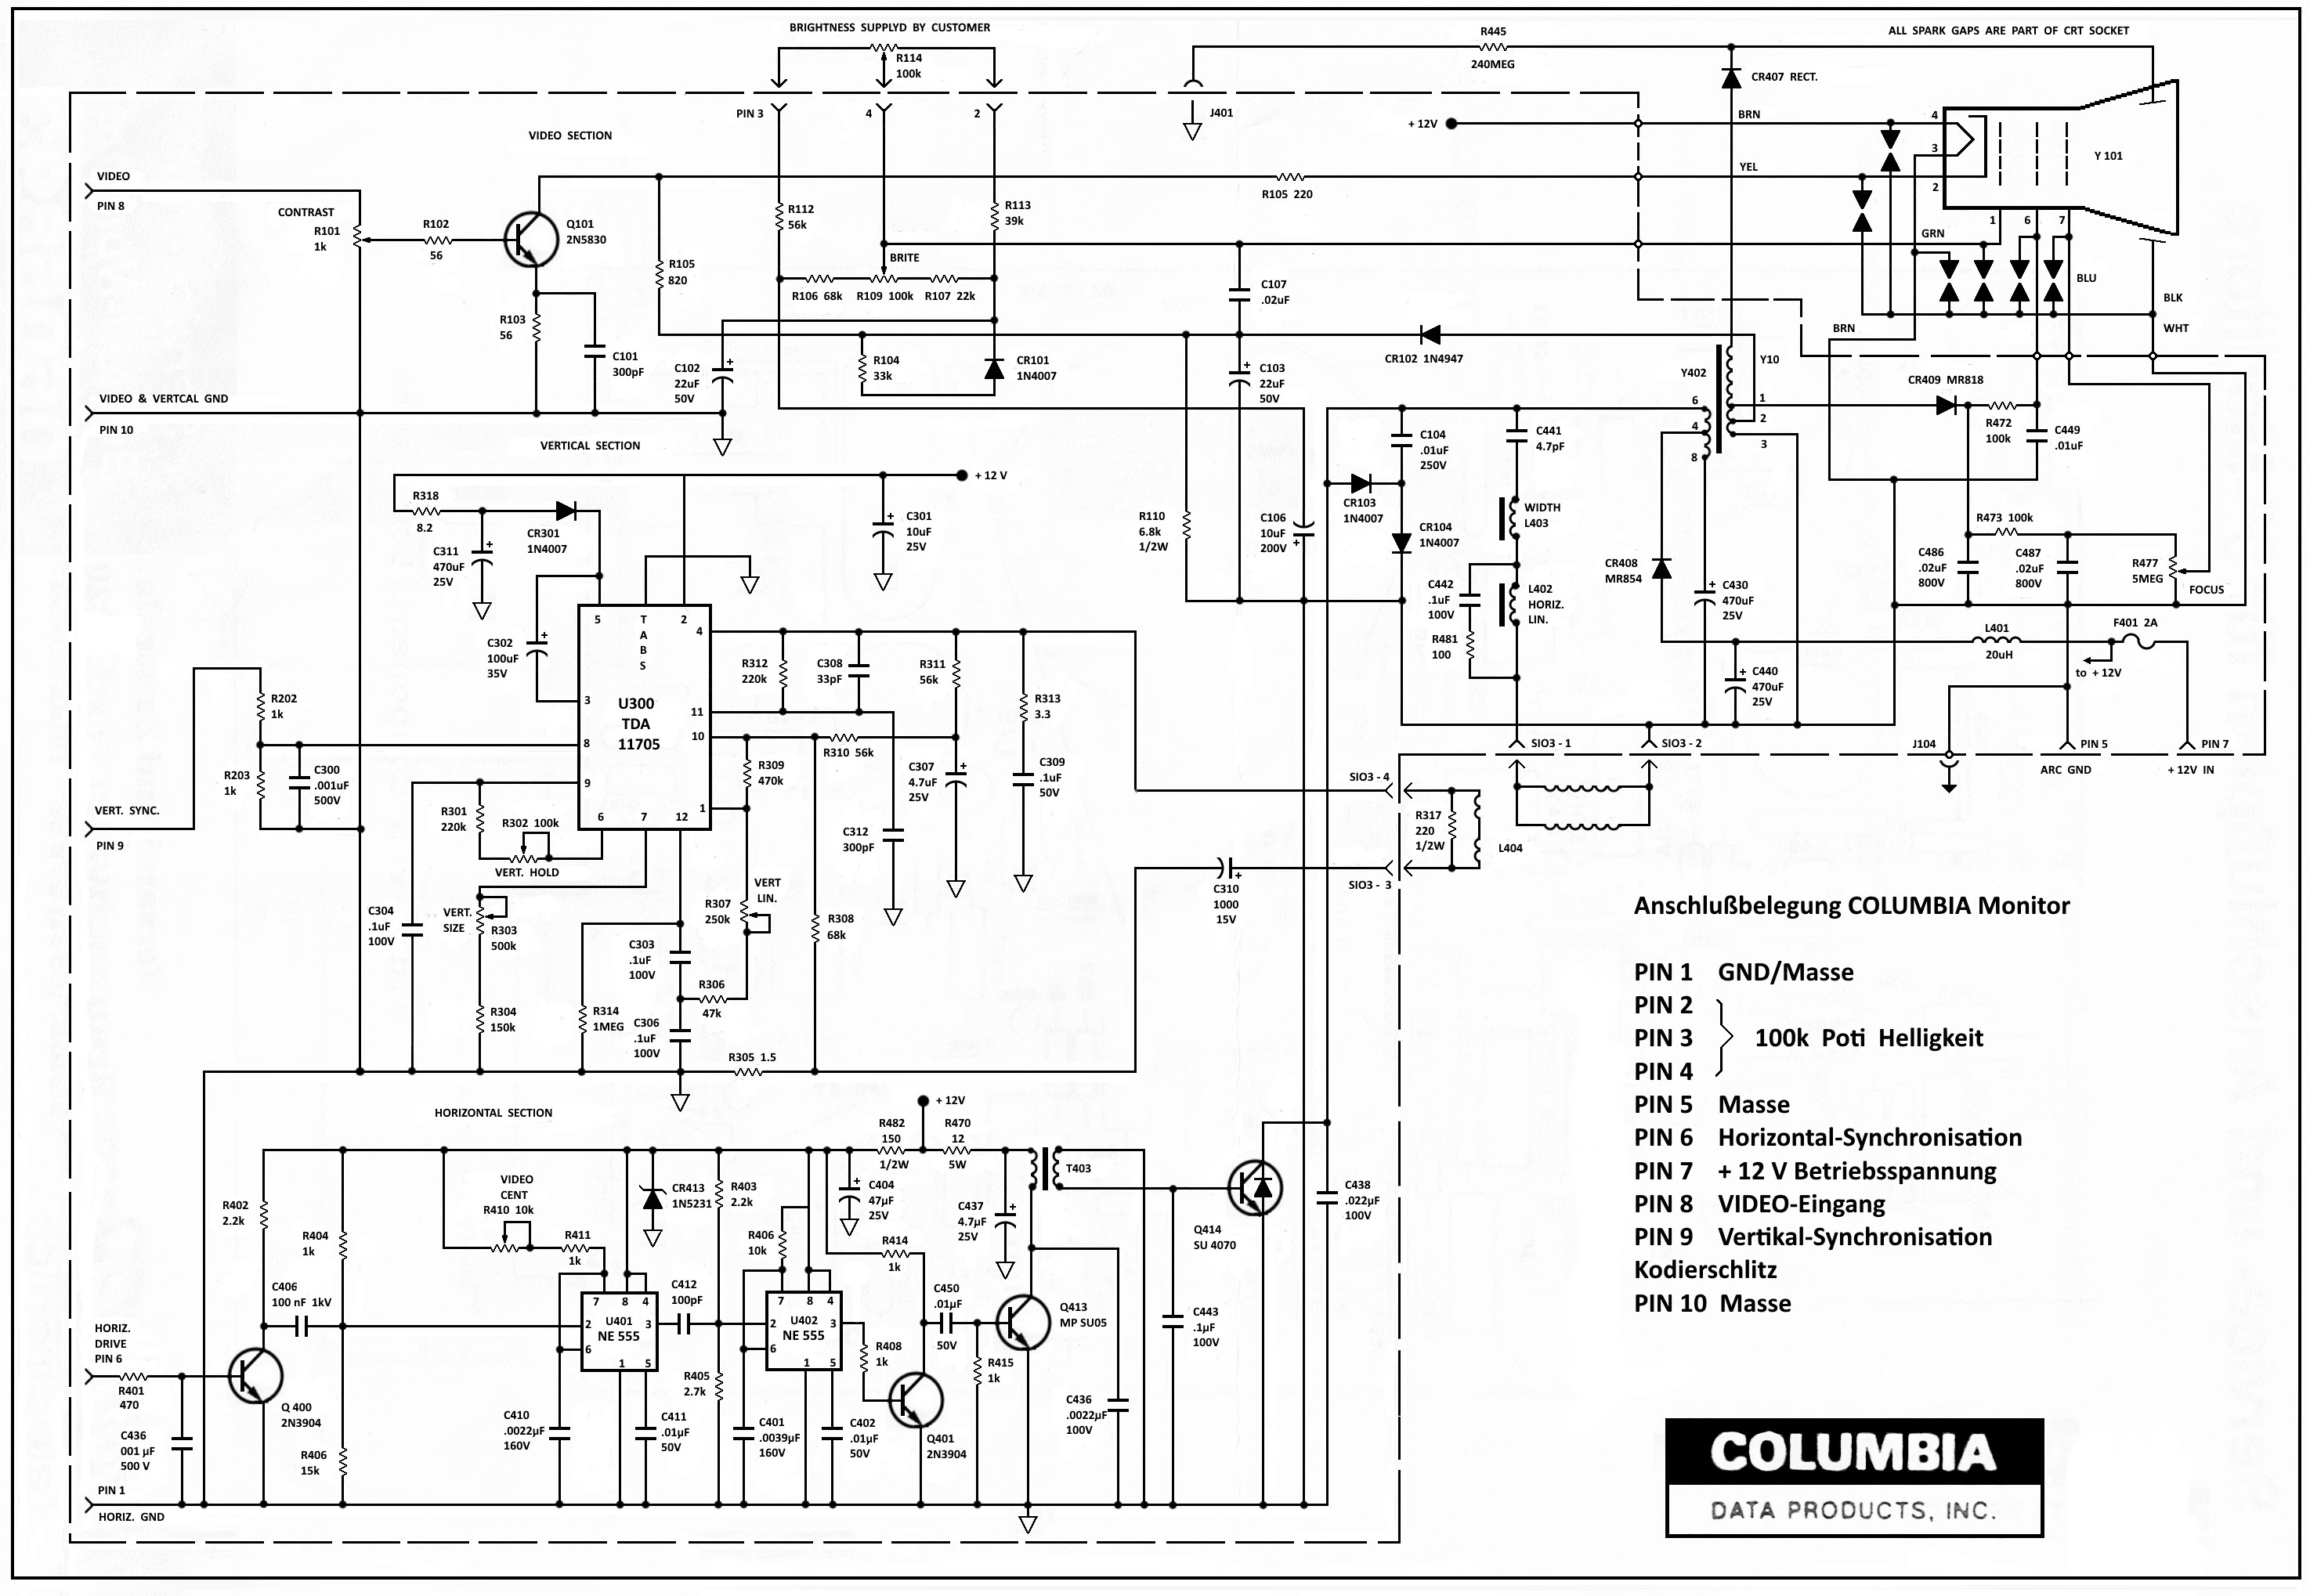 BRIGHTNESS SUPPLYD BY CUSTOMER
R114
100k
R445
240MEG
ALL SPARK GAPS ARE PART OF CRT SOCKET
CR407 RECT.
PIN 3
4
2
J401
+ 12V
BRN
4
3
2
Y 101
VIDEO SECTION
VIDEO
PIN 8
CONTRAST
R101
1k
R102
56
Q101
2N5830
R105
820
R112
56k
R113
39k
R105 220
YEL
1
6
7
GRN
BRITE
R106 68k
R109 100k
R107 22k
C107
.02uF
BLU
BLK
WHT
BRN
R103
56
C101
300pF
C102
22uF
50V
+
R104
33k
CR101
1N4007
C103
22uF
50V
+
CR102 1N4947
Y402
Y10
CR409 MR818
VIDEO & VERTCAL GND
PIN 10
6
4
8
1
2
3
R472
100k
C449
.01uF
VERTICAL SECTION
+ 12 V
R318
8.2
C311
470uF
25V
+
CR301
1N4007
C301
10uF
25V
+
R110
6.8k
1/2W
C106
10uF
200V
+
C104
.01uF
250V
C441
4.7pF
CR103
1N4007
CR104
1N4007
WIDTH
L403
C442
.1uF
100V
L402
HORIZ.
LIN.
R481
100
CR408
MR854
C430
470uF
25V
+
R473 100k
C486
.02uF
800V
C487
.02uF
800V
R477
5MEG
FOCUS
L401
20uH
F401 2A
to + 12V
C440
470uF
25V
+
C302
100uF
35V
+
5
T
A
B
S
2
4
3
U300
TDA
11705
11
10
8
9
1
6
7
12
R312
220k
C308
33pF
R311
56k
R313
3.3
R310 56k
R309
470k
C307
4.7uF
25V
+
C309
.1uF
50V
C312
300pF
R202
1k
R203
1k
C300
.001uF
500V
VERT. SYNC.
PIN 9
R301
220k
R302 100k
VERT. HOLD
SIO3 - 1
SIO3 - 2
J104
PIN 5
ARC GND
PIN 7
+ 12V IN
SIO3 - 4
R317
220
1/2W
L404
SIO3 - 3
C310
1000
15V
+
C304
.1uF
100V
VERT.
SIZE
R303
500k
VERT
LIN.
R307
250k
R308
68k
C303
.1uF
100V
R306
47k
R304
150k
R314
1MEG
C306
.1uF
100V
R305 1.5
Anschlußbelegung COLUMBIA Monitor
PIN 1 GND/Masse
PIN 2
PIN 3 100k Poti Helligkeit
PIN 4
PIN 5 Masse
PIN 6 Horizontal-Synchronisation
PIN 7 + 12 V Betriebsspannung
PIN 8 VIDEO-Eingang
PIN 9 Vertikal-Synchronisation
Kodierschlitz
PIN 10 Masse
HORIZONTAL SECTION
+ 12V
R482
150
1/2W
R470
12
5W
T403
R402
2.2k
R404
1k
VIDEO
CENT
R410 10k
R411
1k
CR413
1N5231
R403
2.2k
C404
47µF
25V
+
C437
4.7µF
25V
+
R406
10k
R414
1k
Q414
SU 4070
C438
.022µF
100V
C406
100 nF 1kV
C412
100pF
C450
.01µF
50V
Q413
MP SU05
C443
.1µF
100V
7
8
4
2
U401
NE 555
3
6
1
5
7
8
4
2
U402
NE 555
3
6
1
5
HORIZ.
DRIVE
PIN 6
R401
470
C436
001 µF
500 V
Q 400
2N3904
R406
15k
R408
1k
R405
2.7k
R415
1k
C436
.0022µF
100V
C410
.0022µF
160V
C411
.01µF
50V
C401
.0039µF
160V
C402
.01µF
50V
Q401
2N3904
PIN 1
HORIZ. GND
COLUMBIA
DATA PRODUCTS, INC.